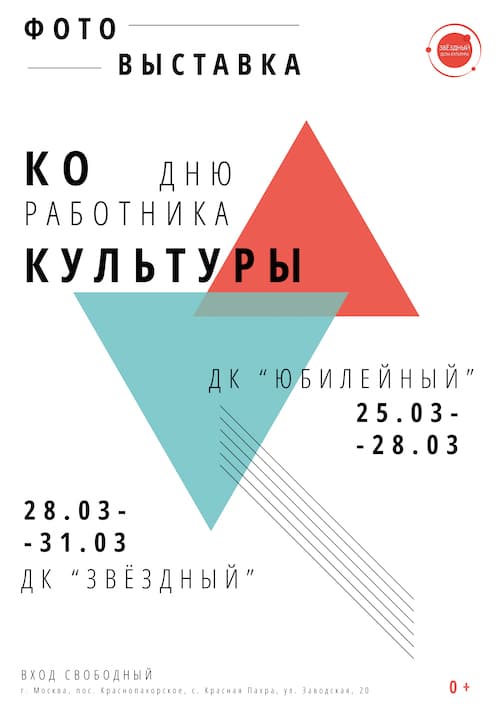 ФОТО
ВЫСТАВКА
ЗВЁЗДНЫЙ
ДОМ КУЛЬТУРЫ
КО ДНЮ
РАБОТНИКА
КУЛЬТУРЫ
ДК “ЮБИЛЕЙНЫЙ”
25.03-
-28.03
28.03-
-31.03
ДК “ЗВЁЗДНЫЙ”
ВХОД СВОБОДНЫЙ
г. Москва, пос. Краснопахорское, с. Красная Пахра, ул. Заводская, 20
0+